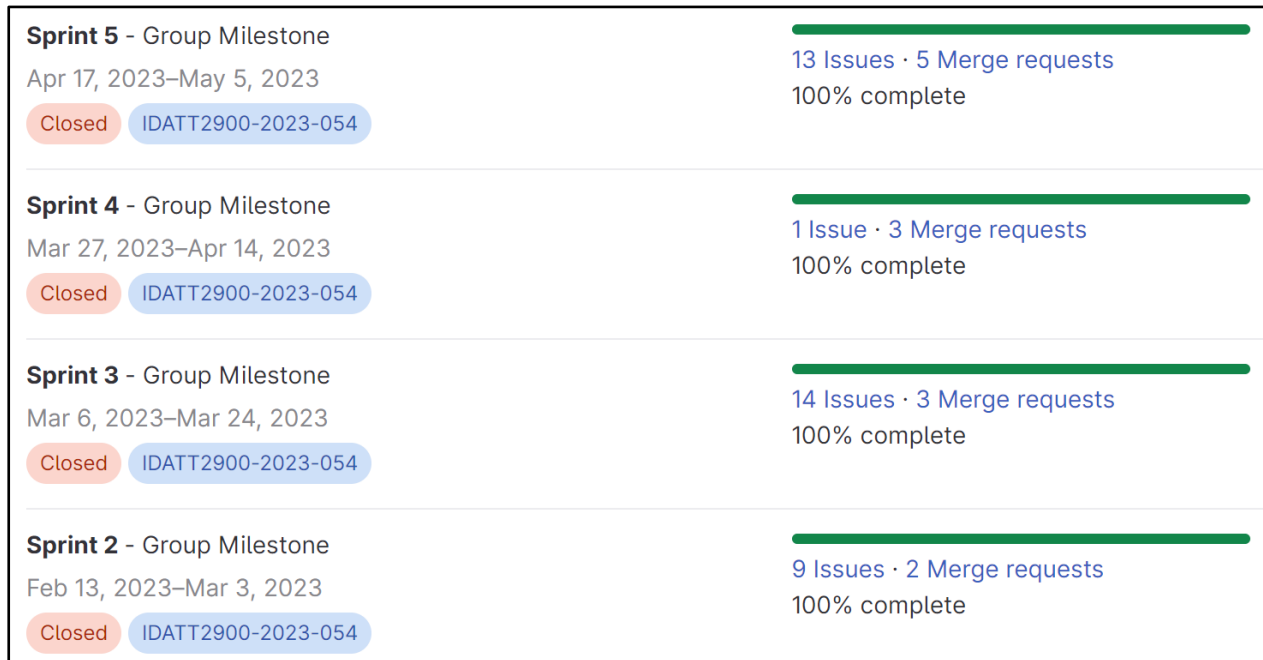 Sprint 5 - Group Milestone
Apr 17, 2023–May 5, 2023
Closed IDATT2900-2023-054
13 Issues · 5 Merge requests
100% complete
Sprint 4 - Group Milestone
Mar 27, 2023–Apr 14, 2023
Closed IDATT2900-2023-054
1 Issue · 3 Merge requests
100% complete
Sprint 3 - Group Milestone
Mar 6, 2023–Mar 24, 2023
Closed IDATT2900-2023-054
14 Issues · 3 Merge requests
100% complete
Sprint 2 - Group Milestone
Feb 13, 2023–Mar 3, 2023
Closed IDATT2900-2023-054
9 Issues · 2 Merge requests
100% complete